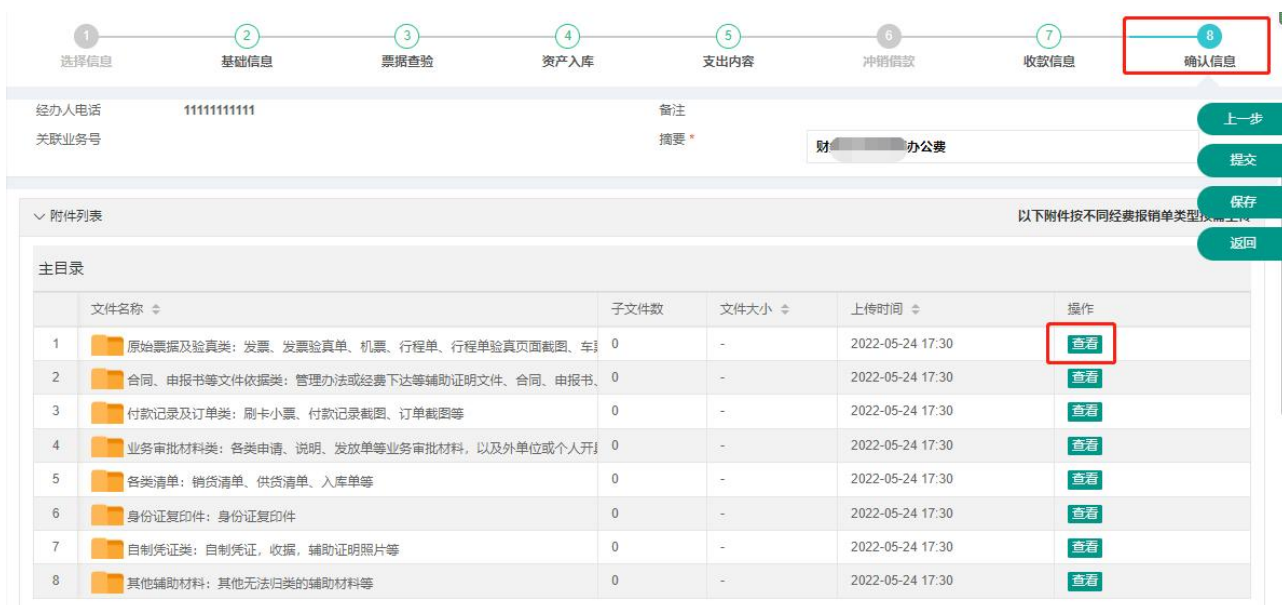 1 2 3 4 5 6 7 8
选择信息 基础信息 票据查验 资产入库 支出内容 冲销借款 收款信息 确认信息
经办人电话 11111111111 备注
上一步
关联业务号 摘要 * 财 办公费
提交
保存
附件列表 以下附件按不同经费报销单类型
返回
主目录
文件名称 子文件数 文件大小 上传时间 操作
1 原始票据及验真类：发票、发票验真单、机票、行程单、行程单验真页面截图、车 0 - 2022-05-24 17:30 查看
2 合同、申报书等文件依据类：管理办法或经费下达等辅助证明文件、合同、申报书、 0 - 2022-05-24 17:30 查看
3 付款记录及订单类：刷卡小票、付款记录截图、订单截图等 0 - 2022-05-24 17:30 查看
4 业务审批材料类：各类申请、说明、发放单等业务审批材料，以及外单位或个人开 0 - 2022-05-24 17:30 查看
5 各类清单：销货清单、供货清单、入库单等 0 - 2022-05-24 17:30 查看
6 身份证复印件：身份证复印件 0 - 2022-05-24 17:30 查看
7 自制凭证类：自制凭证，收据，辅助证明照片等 0 - 2022-05-24 17:30 查看
8 其他辅助材料：其他无法归类的辅助材料等 0 - 2022-05-24 17:30 查看